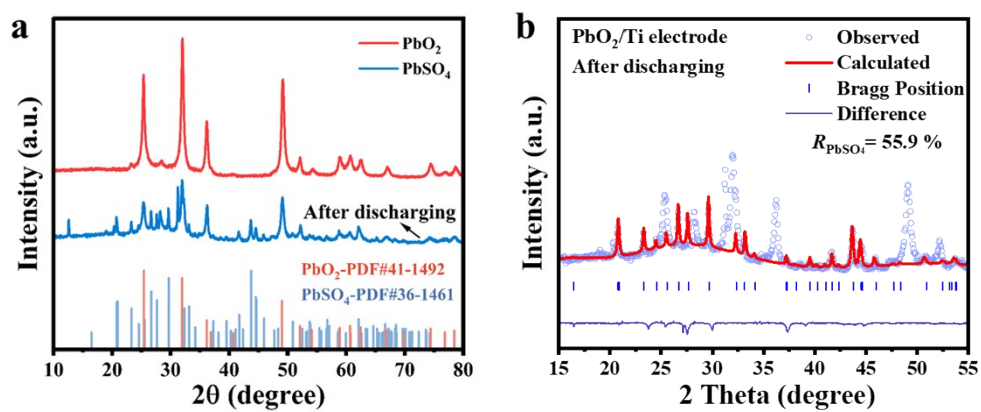 a
PbO₂
PbSO₄
After discharging
PbO₂-PDF#41-1492
PbSO₄-PDF#36-1461
Intensity (a.u.)
10 20 30 40 50 60 70 80
2θ (degree)
b
PbO₂/Ti electrode
After discharging
Observed
Calculated
Bragg Position
Difference
R_PbSO₄= 55.9 %
Intensity (a.u.)
15 20 25 30 35 40 45 50 55
2 Theta (degree)